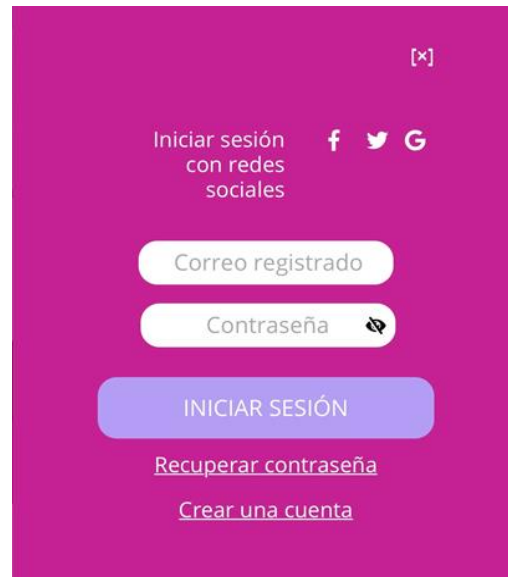 [×]
Iniciar sesión
con redes
sociales
Correo registrado
Contraseña
INICIAR SESIÓN
Recuperar contraseña
Crear una cuenta